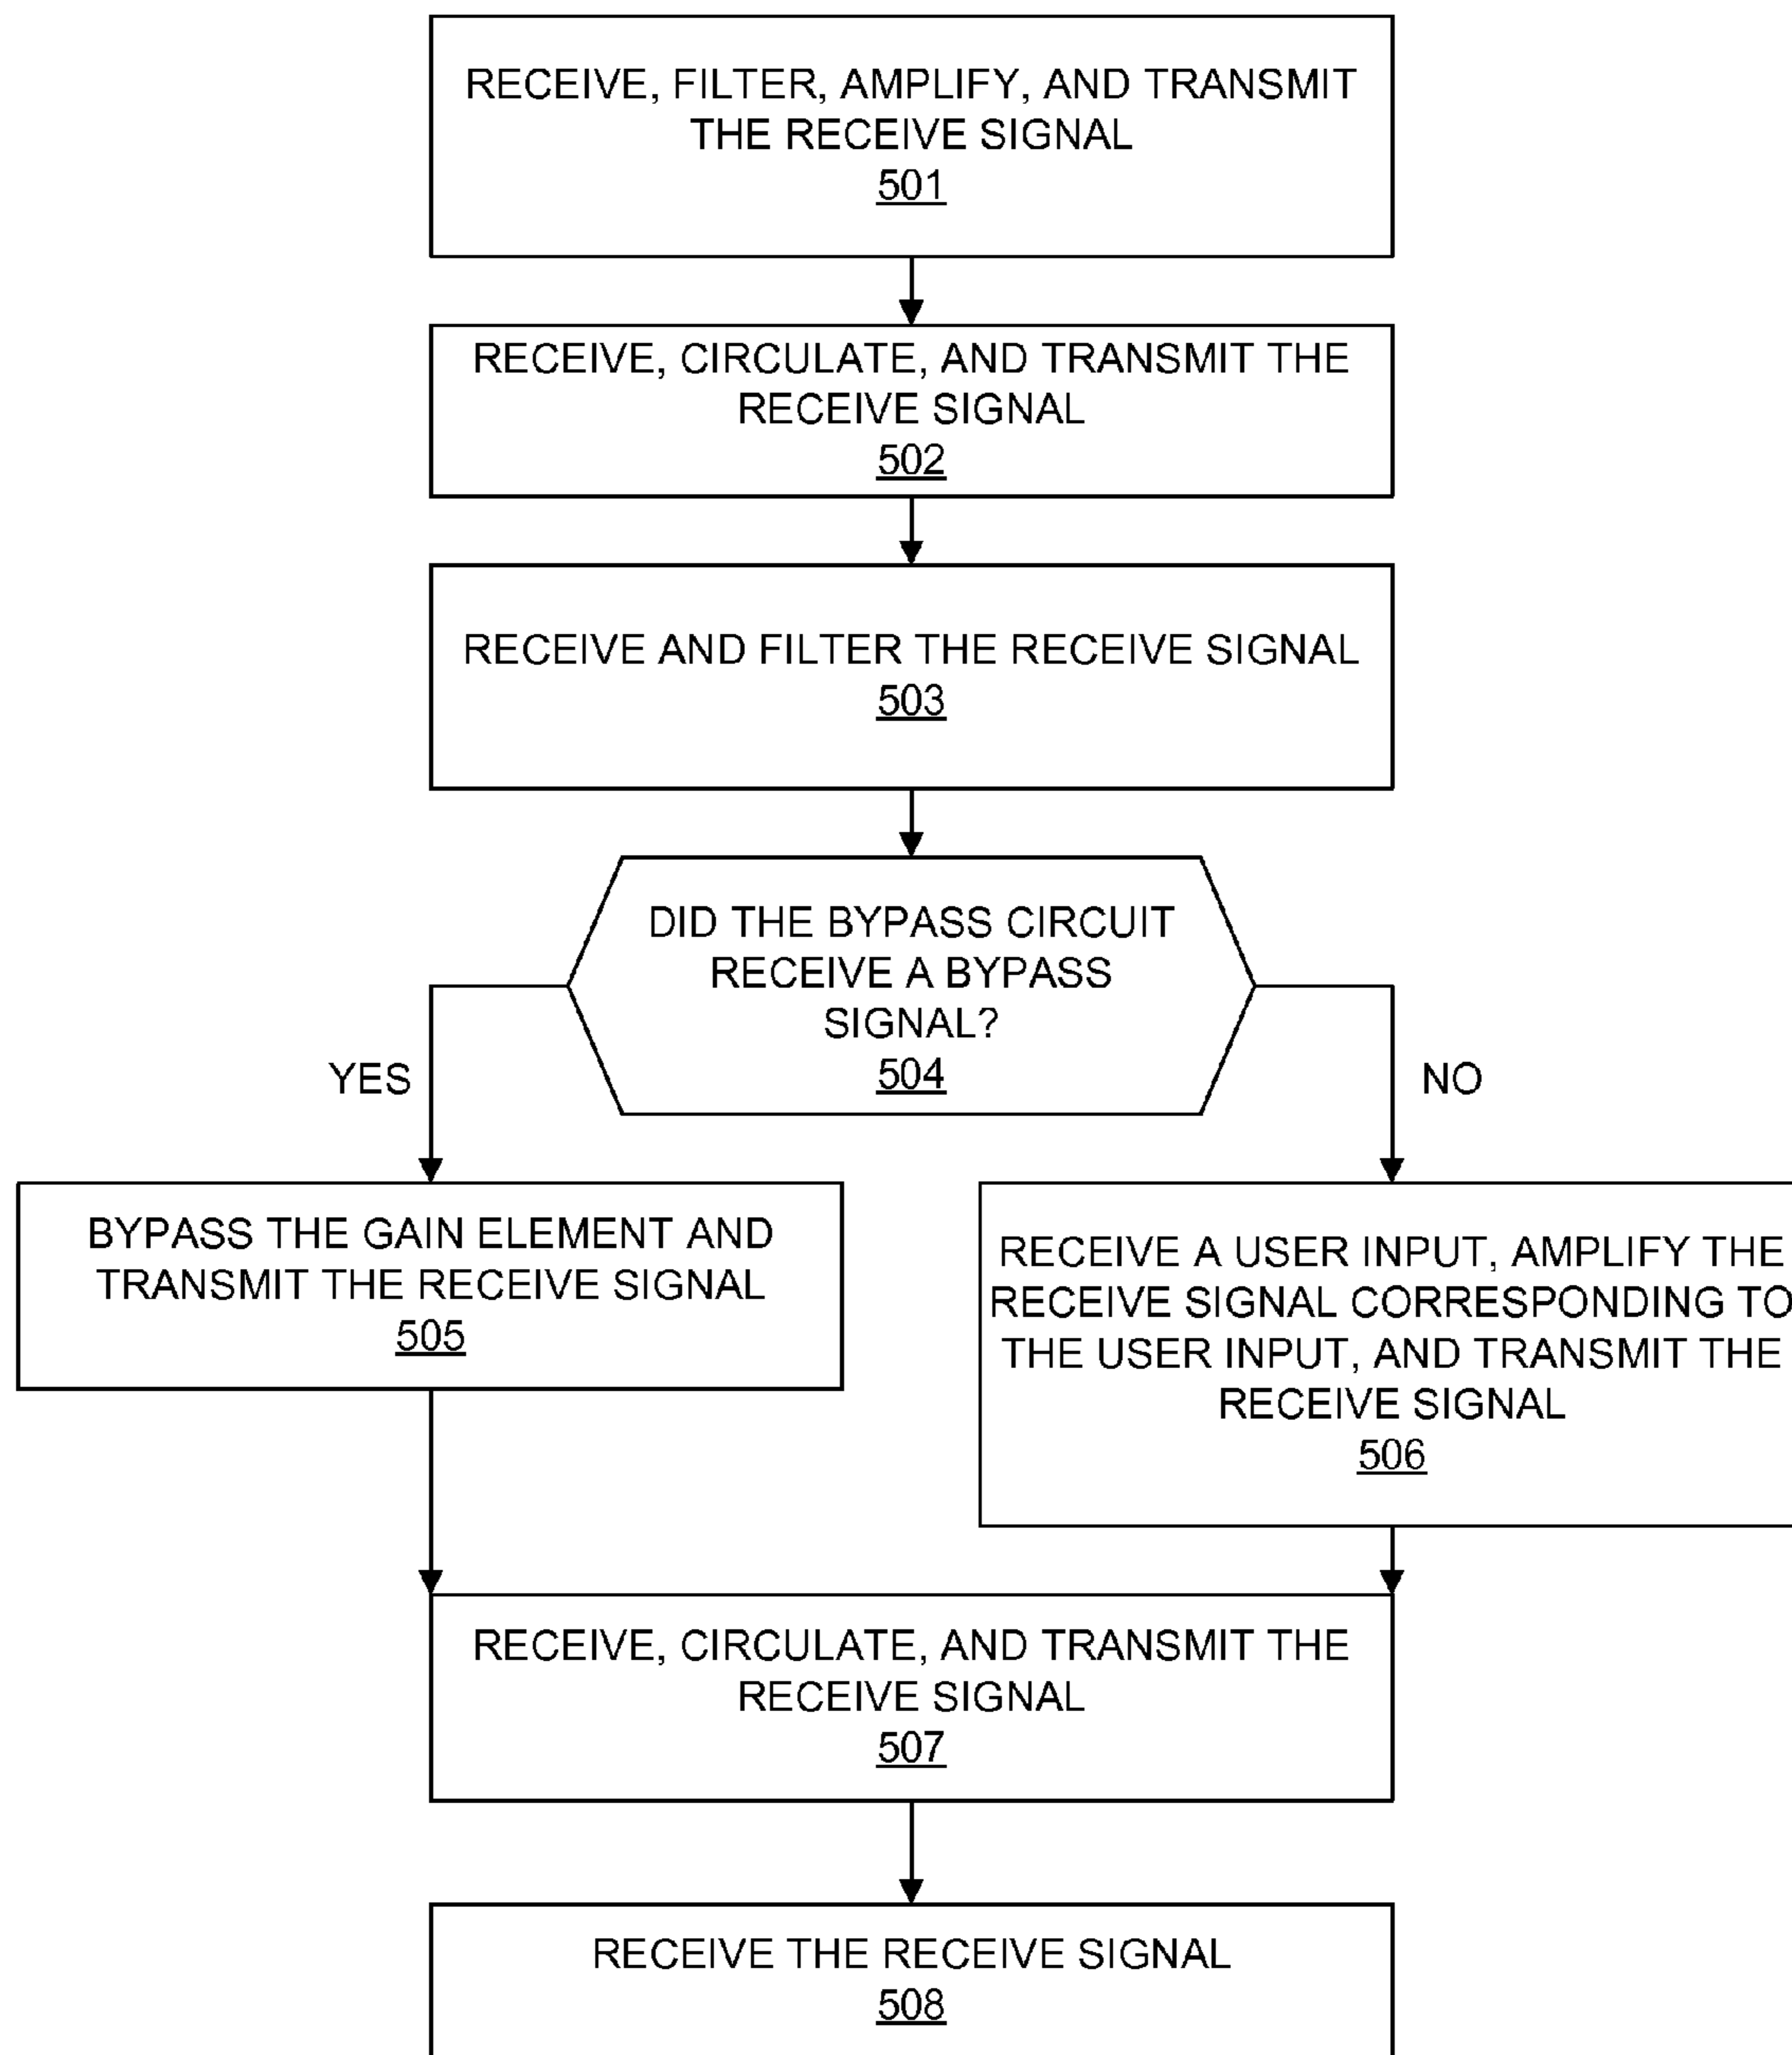 RECEIVE, FILTER, AMPLIFY, AND TRANSMIT
THE RECEIVE SIGNAL
501
RECEIVE, CIRCULATE, AND TRANSMIT THE
RECEIVE SIGNAL
502
RECEIVE AND FILTER THE RECEIVE SIGNAL
503
DID THE BYPASS CIRCUIT
RECEIVE A BYPASS
SIGNAL?
504
YES
NO
BYPASS THE GAIN ELEMENT AND
TRANSMIT THE RECEIVE SIGNAL
505
RECEIVE A USER INPUT, AMPLIFY THE
RECEIVE SIGNAL CORRESPONDING TO
THE USER INPUT, AND TRANSMIT THE
RECEIVE SIGNAL
506
RECEIVE, CIRCULATE, AND TRANSMIT THE
RECEIVE SIGNAL
507
RECEIVE THE RECEIVE SIGNAL
508